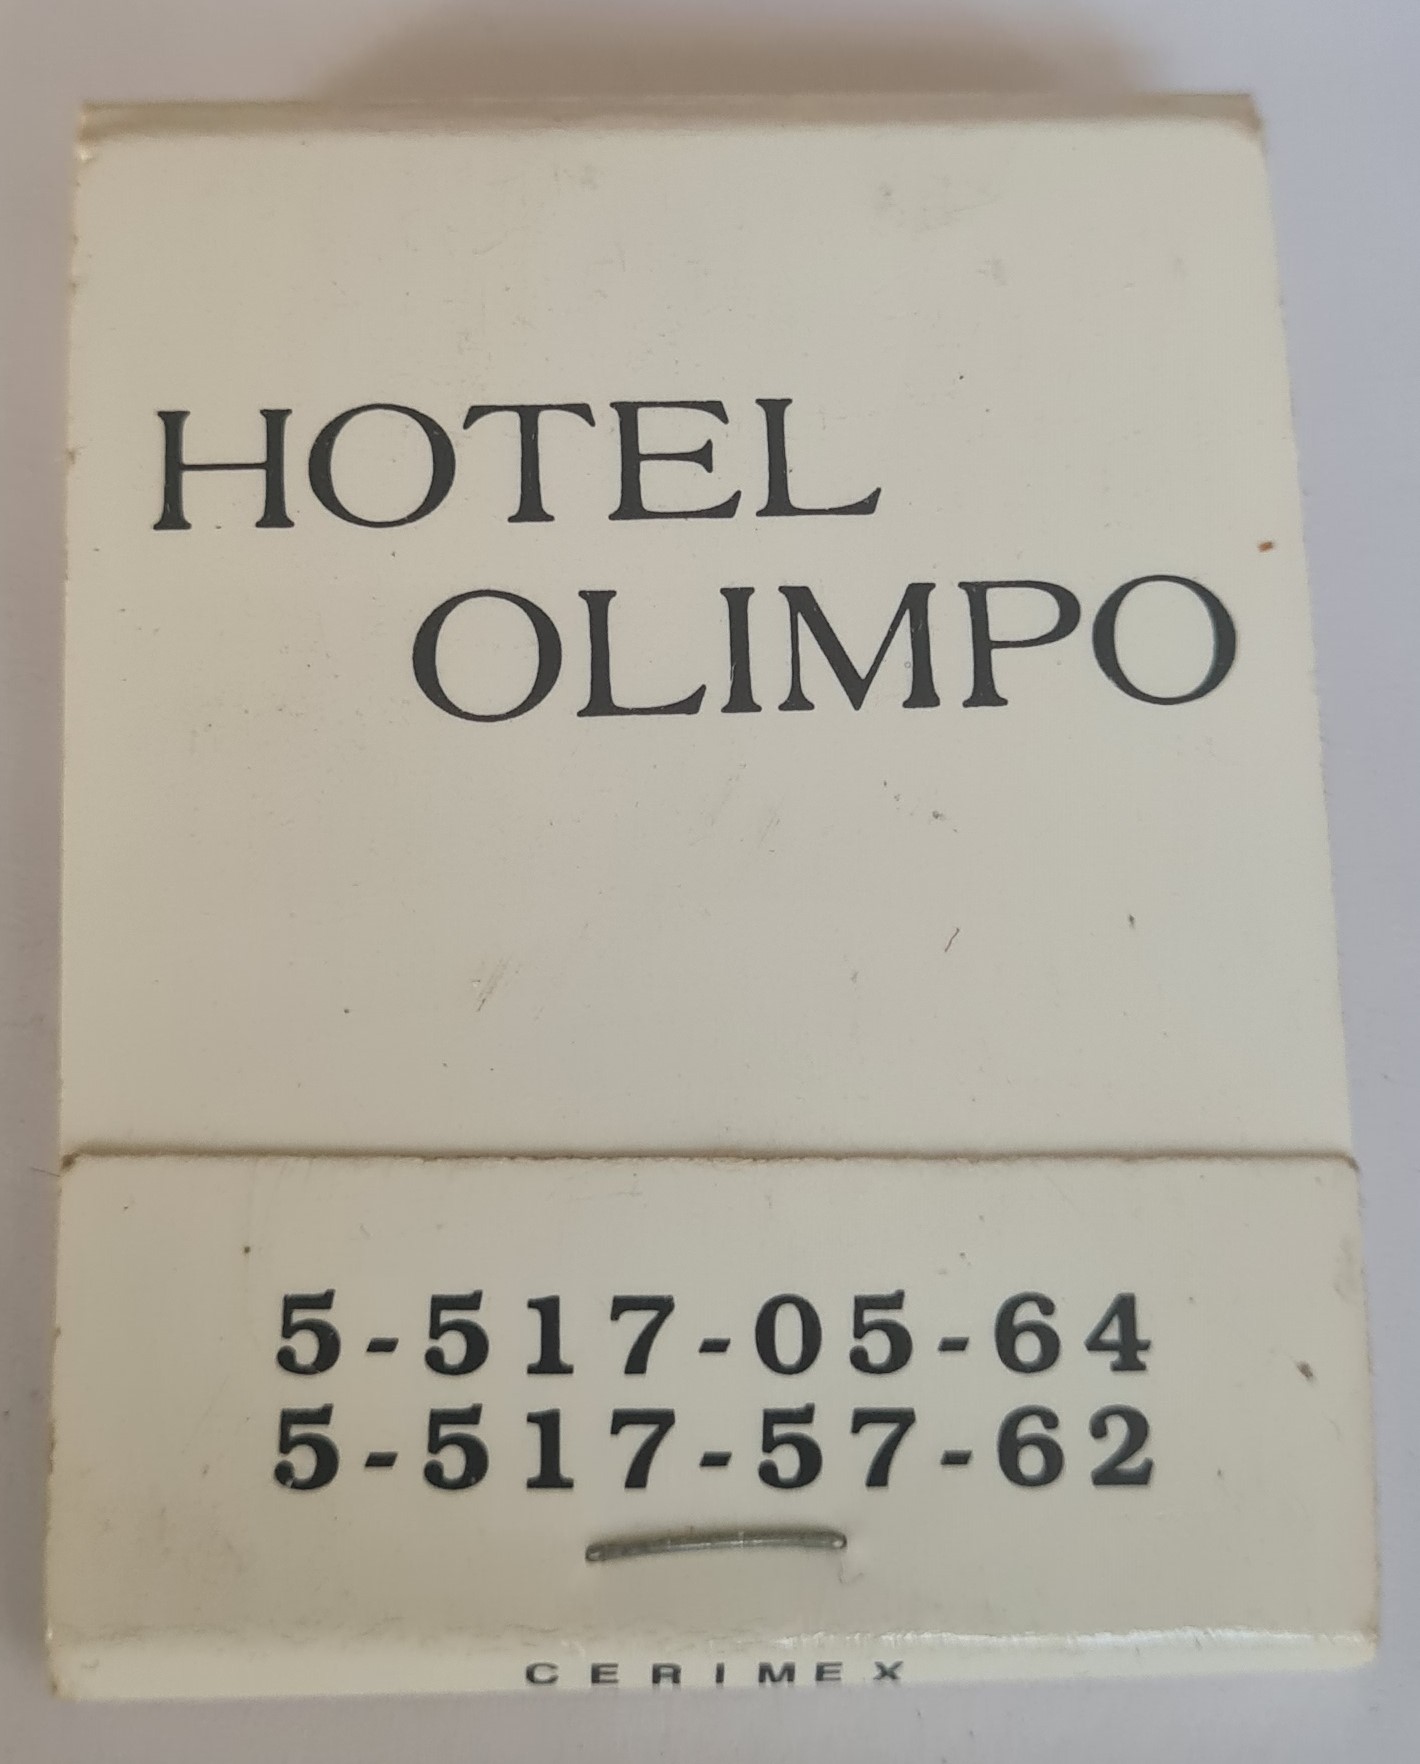 HOTEL
OLIMPO
5-517-05-64
5-517-57-62
CERIMEX